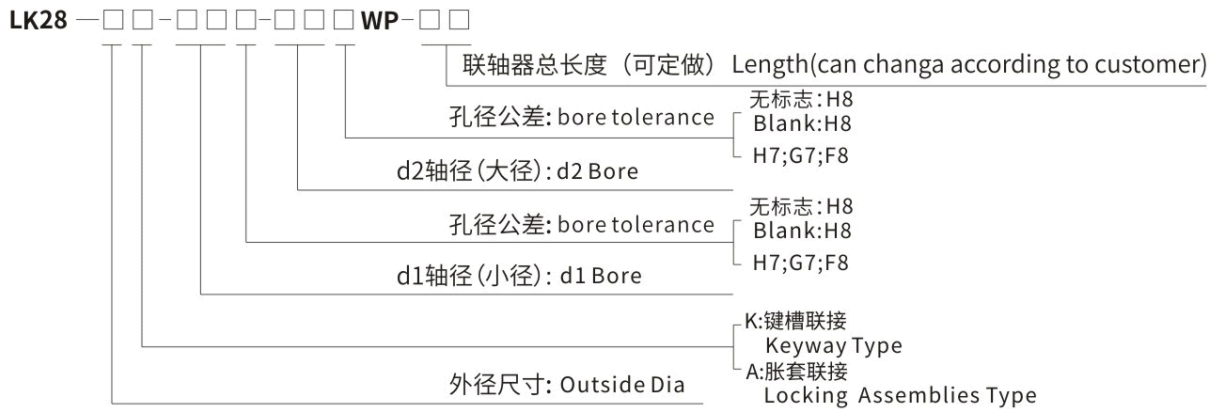 LK28 —□□-□□□-□□□WP-□□
联轴器总长度（可定做）Length(can changa according to customer)
孔径公差: bore tolerance
无标志：H8
Blank:H8
H7;G7;F8
d2轴径（大径）: d2 Bore
孔径公差: bore tolerance
无标志：H8
Blank:H8
H7;G7;F8
d1轴径（小径）: d1 Bore
K:键槽联接
Keyway Type
A:胀套联接
Locking Assemblies Type
外径尺寸: Outside Dia